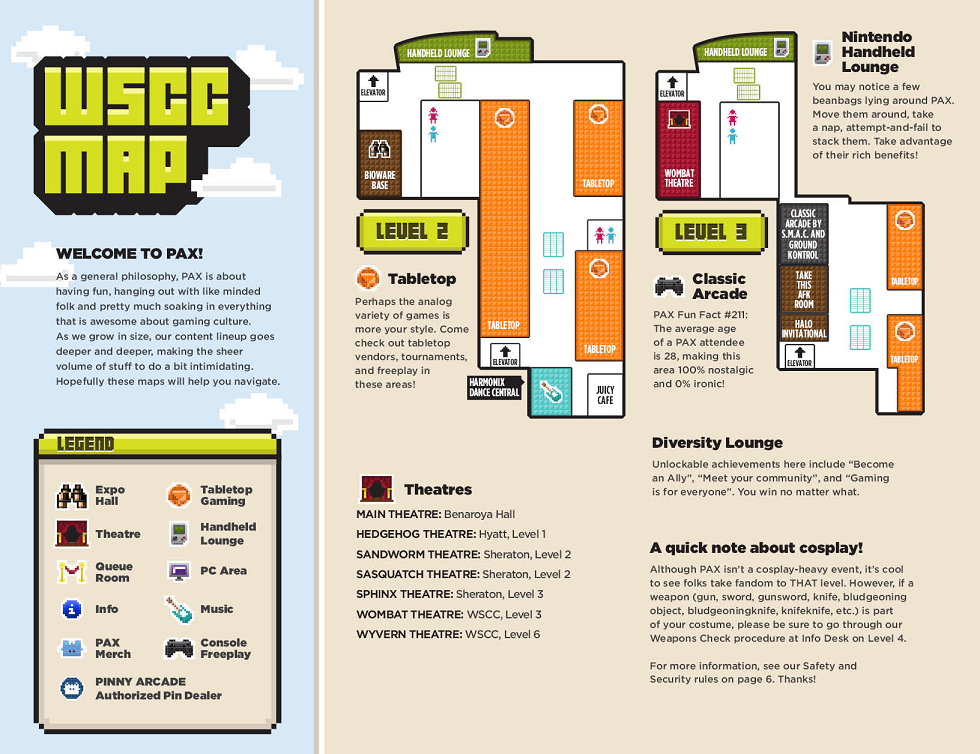 WSCC
MAP
WELCOME TO PAX!
As a general philosophy, PAX is about
having fun, hanging out with like minded
folk and pretty much soaking in everything
that is awesome about gaming culture.
As we grow in size, our content lineup goes
deeper and deeper, making the sheer
volume of stuff to do a bit intimidating.
Hopefully these maps will help you navigate.
LEGEND
Expo
Hall
Tabletop
Gaming
Theatre
Handheld
Lounge
Queue
Room
PC Area
Info
Music
PAX
Merch
Console
Freeplay
PINNY ARCADE
Authorized Pin Dealer
HANDHELD LOUNGE
ELEVATOR
BIOWARE
BASE
TABLETOP
LEVEL 2
TABLETOP
TABLETOP
ELEVATOR
HARMONIX
DANCE CENTRAL
JUICY
CAFE
Tabletop
Perhaps the analog
variety of games is
more your style. Come
check out tabletop
vendors, tournaments,
and freeplay in
these areas!
HANDHELD LOUNGE
ELEVATOR
WOMBAT
THEATRE
LEVEL 3
CLASSIC
ARCADE BY
S.M.A.C. AND
GROUND
KONTROL
TAKE
THIS
AFK
ROOM
HALO
INVITATIONAL
ELEVATOR
TABLETOP
TABLETOP
Nintendo
Handheld
Lounge
You may notice a few
beanbags lying around PAX.
Move them around, take
a nap, attempt-and-fail to
stack them. Take advantage
of their rich benefits!
Classic
Arcade
PAX Fun Fact #211:
The average age
of a PAX attendee
is 28, making this
area 100% nostalgic
and 0% ironic!
Theatres
MAIN THEATRE: Benaroya Hall
HEDGEHOG THEATRE: Hyatt, Level 1
SANDWORM THEATRE: Sheraton, Level 2
SASQUATCH THEATRE: Sheraton, Level 2
SPHINX THEATRE: Sheraton, Level 3
WOMBAT THEATRE: WSCC, Level 3
WYVERN THEATRE: WSCC, Level 6
Diversity Lounge
Unlockable achievements here include “Become
an Ally”, “Meet your community”, and “Gaming
is for everyone”. You win no matter what.
A quick note about cosplay!
Although PAX isn’t a cosplay-heavy event, it’s cool
to see folks take fandom to THAT level. However, if a
weapon (gun, sword, gunsword, knife, bludgeoning
object, bludgeoningknife, knifeknife, etc.) is part
of your costume, please be sure to go through our
Weapons Check procedure at Info Desk on Level 4.
For more information, see our Safety and
Security rules on page 6. Thanks!